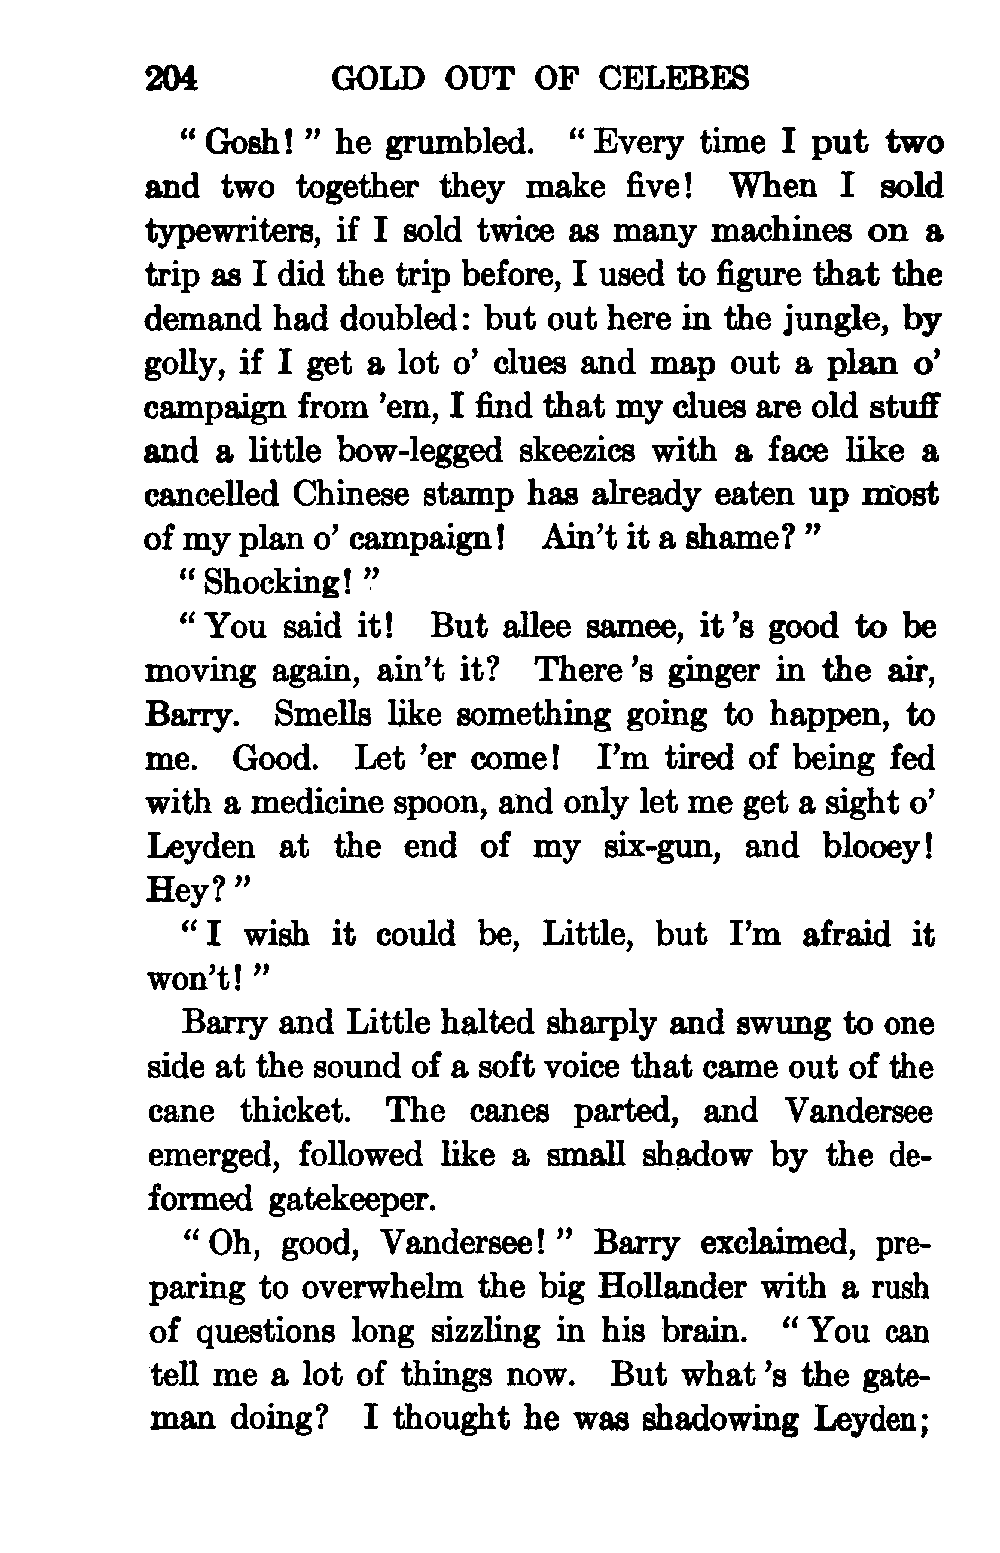 204 GOLD OUT OF CELEBES
“ Gosh! ” he grumbled. “ Every time I put two
and two together they make five! When I sold
typewriters, if I sold twice as many machines on a
trip as I did the trip before, I used to figure that the
demand had doubled: but out here in the jungle, by
golly, if I get a lot o’ clues and map out a plan o’
campaign from ’em, I find that my clues are old stuff
and a little bow-legged skeezics with a face like a
cancelled Chinese stamp has already eaten up most
of my plan o’ campaign! Ain’t it a shame? ”
“ Shocking! ”
“ You said it! But allee samee, it ’s good to be
moving again, ain’t it? There ’s ginger in the air,
Barry. Smells like something going to happen, to
me. Good. Let ’er come! I’m tired of being fed
with a medicine spoon, and only let me get a sight o’
Leyden at the end of my six-gun, and blooey!
Hey? ”
“ I wish it could be, Little, but I’m afraid it
won’t! ”
Barry and Little halted sharply and swung to one
side at the sound of a soft voice that came out of the
cane thicket. The canes parted, and Vandersee
emerged, followed like a small shadow by the de-
formed gatekeeper.
“ Oh, good, Vandersee! ” Barry exclaimed, pre-
paring to overwhelm the big Hollander with a rush
of questions long sizzling in his brain. “ You can
tell me a lot of things now. But what ’s the gate-
man doing? I thought he was shadowing Leyden;